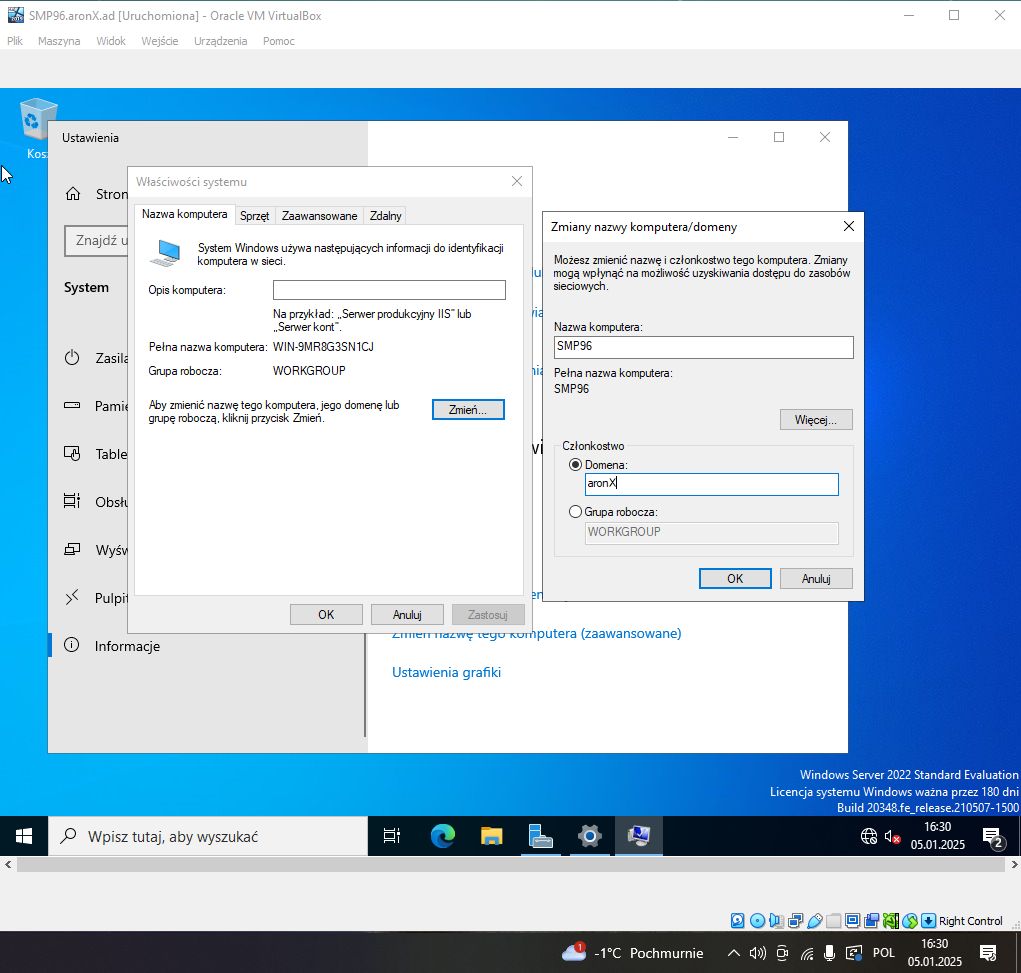 SMP96.aronX.ad [Uruchomiona] - Oracle VM VirtualBox
Plik Maszyna Widok Wejście Urządzenia Pomoc
Ustawienia
Właściwości systemu
Nazwa komputera Sprzęt Zaawansowane Zdalny
System Windows używa następujących informacji do identyfikacji
komputera w sieci.
Opis komputera:
Na przykład: „Serwer produkcyjny IIS” lub
„Serwer kont”.
Pełna nazwa komputera: WIN-9MR8G3SN1CJ
Grupa robocza: WORKGROUP
Aby zmienić nazwę tego komputera, jego domenę lub
grupę roboczą, kliknij przycisk Zmień.
Zmień...
OK Anuluj Zastosuj
Zmiany nazwy komputera/domeny
Możesz zmienić nazwę i członkostwo tego komputera. Zmiany
mogą wpłynąć na możliwość uzyskiwania dostępu do zasobów
sieciowych.
Nazwa komputera:
SMP96
Pełna nazwa komputera:
SMP96
Więcej...
Członkostwo
Domena:
aronX
Grupa robocza:
WORKGROUP
OK Anuluj
Kosz
Stron
Znajdź u
System
Zasila
Pamię
Table
Obsłu
Wyśw
Pulpit
Informacje
Zmień nazwę tego komputera (zaawansowane)
Ustawienia grafiki
Windows Server 2022 Standard Evaluation
Licencja systemu Windows ważna przez 180 dni
Build 20348.fe_release.210507-1500
Wpisz tutaj, aby wyszukać
16:30
05.01.2025
2
Right Control
1
-1°C Pochmurnie
POL
16:30
05.01.2025